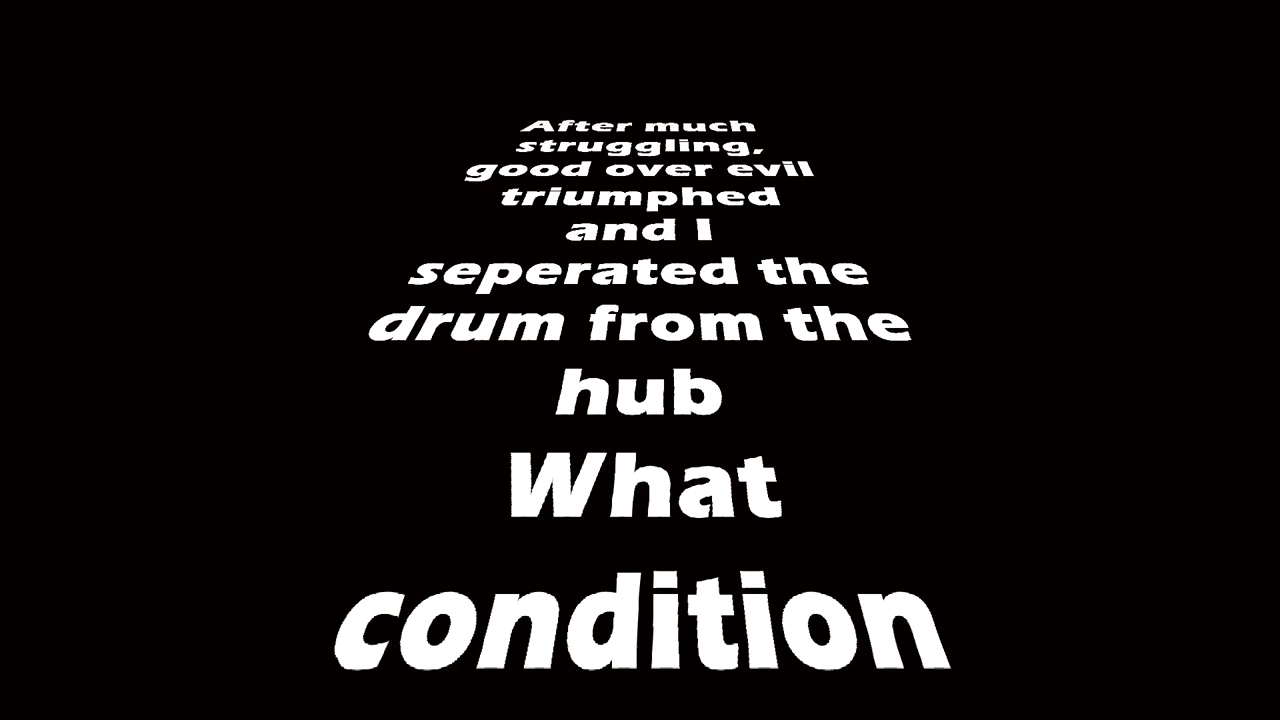 After much
struggling,
good over evil
triumphed
and I
seperated the
drum from the
hub
What
condition